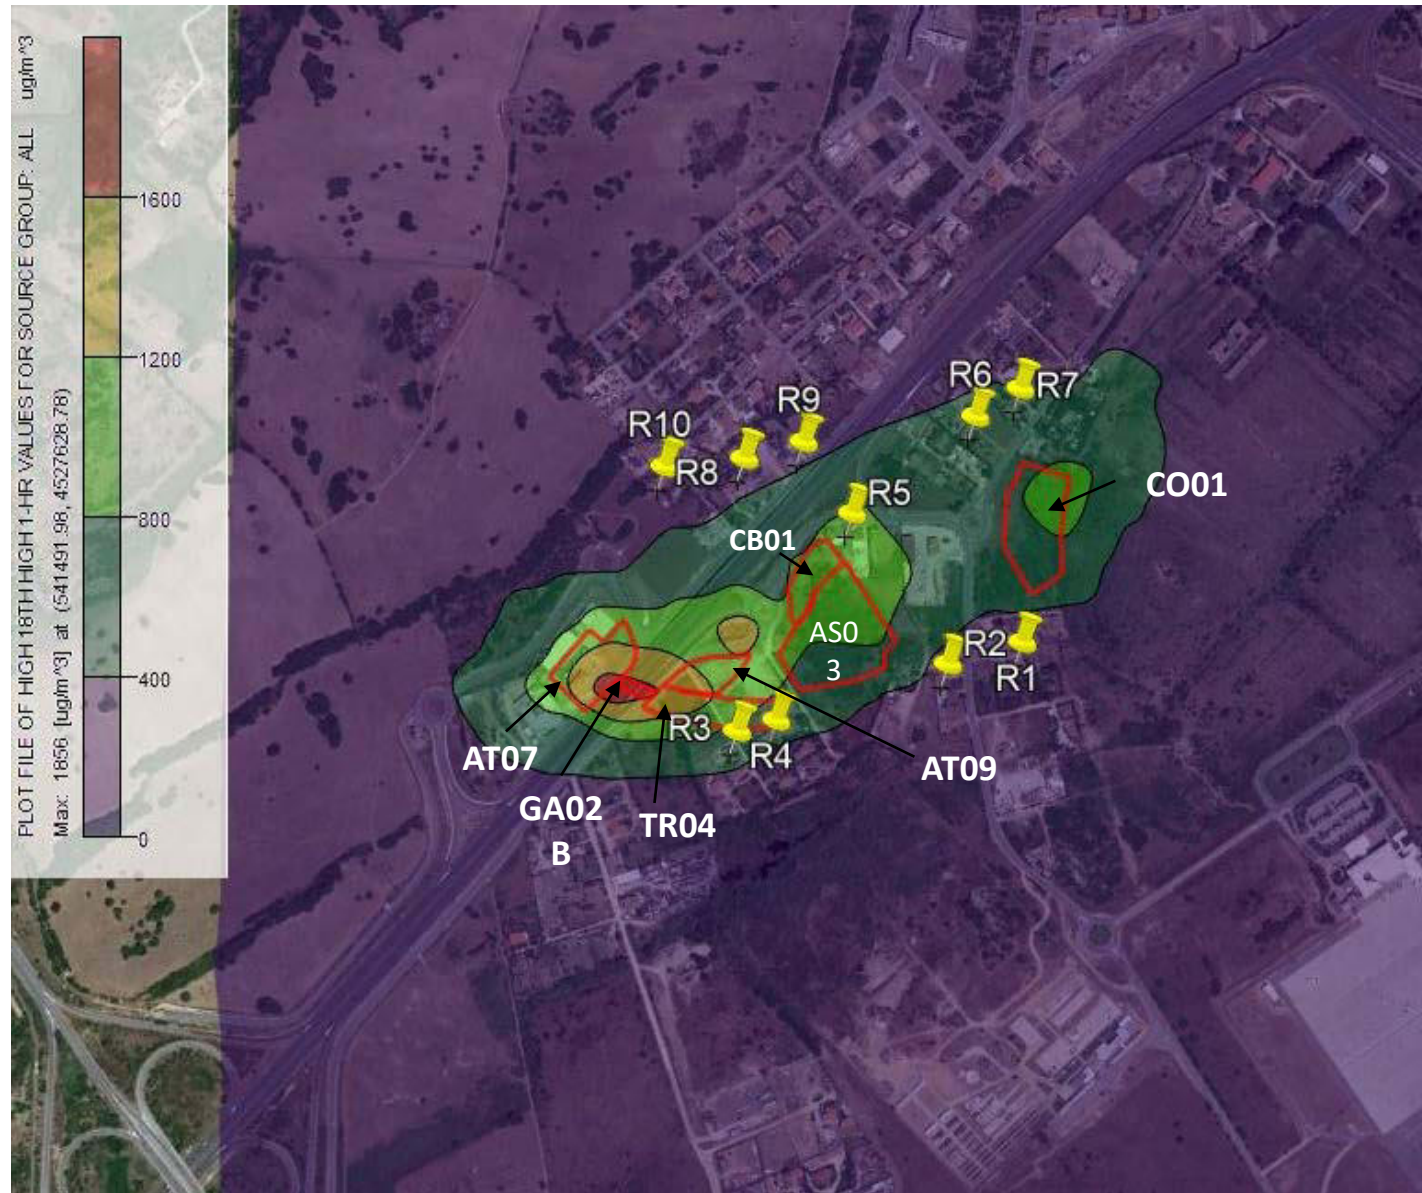 PLOT FILE OF HIGH 18TH HIGH 1-HR VALUES FOR SOURCE GROUP: ALL ug/m^3
Max: 1856 [ug/m^3] at (541491.98, 4527628.78)
1600
1200
800
400
0
R6
R7
R9
R10
R8
R5
CO01
CB01
AS0
3
R2
R1
R3
R4
AT07
AT09
GA02
B
TR04